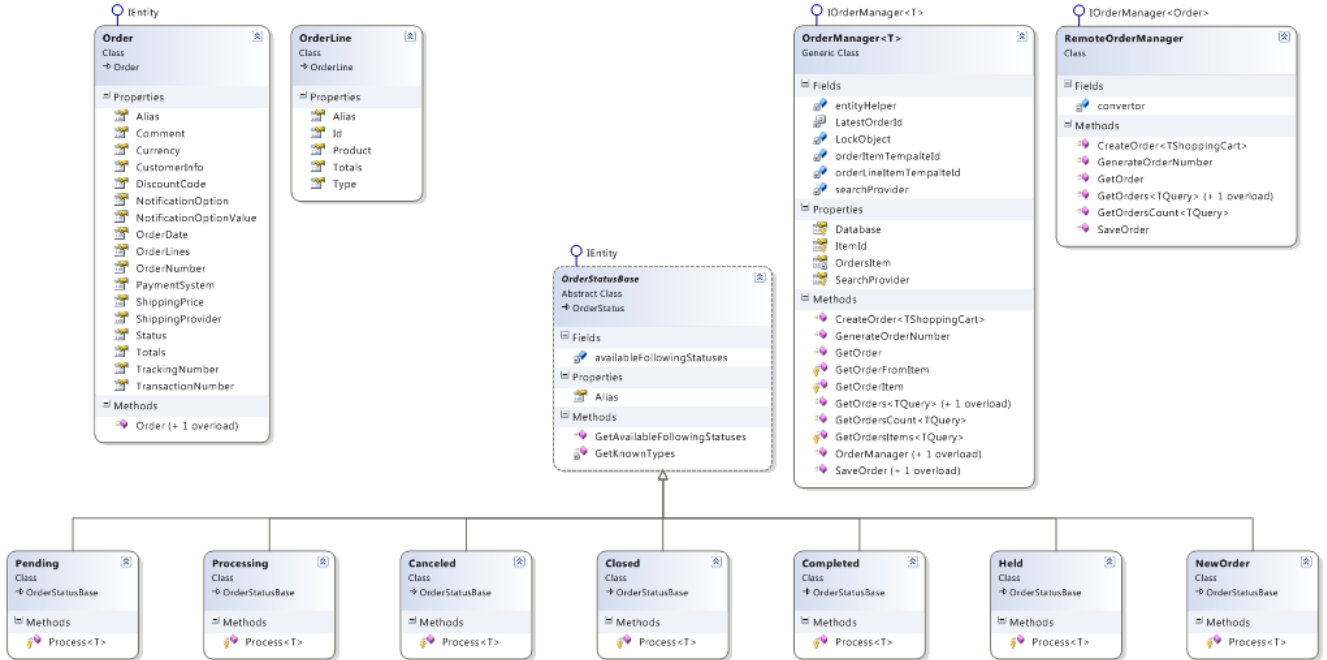 IEntity
Order
Class
Order
Properties
Alias
Comment
Currency
CustomerInfo
DiscountCode
NotificationOption
NotificationOptionValue
OrderDate
OrderLines
OrderNumber
PaymentSystem
ShippingPrice
ShippingProvider
Status
Totals
TrackingNumber
TransactionNumber
Methods
Order (+ 1 overload)
OrderLine
Class
OrderLine
Properties
Alias
Id
Product
Totals
Type
IEntity
OrderStatusBase
Abstract Class
OrderStatus
Fields
availableFollowingStatuses
Properties
Alias
Methods
GetAvailableFollowingStatuses
GetKnownTypes
IOrderManager<T>
OrderManager<T>
Generic Class
Fields
entityHelper
LatestOrderId
LockObject
orderItemTempalteId
orderLineItemTempalteId
searchProvider
Properties
Database
ItemId
OrdersItem
SearchProvider
Methods
CreateOrder<TShoppingCart>
GenerateOrderNumber
GetOrder
GetOrderFromItem
GetOrderItem
GetOrders<TQuery> (+ 1 overload)
GetOrdersCount<TQuery>
GetOrdersItems<TQuery>
OrderManager (+ 1 overload)
SaveOrder (+ 1 overload)
IOrderManager<Order>
RemoteOrderManager
Class
Fields
convertor
Methods
CreateOrder<TShoppingCart>
GenerateOrderNumber
GetOrder
GetOrders<TQuery> (+ 1 overload)
GetOrdersCount<TQuery>
SaveOrder
Pending
Class
OrderStatusBase
Methods
Process<T>
Processing
Class
OrderStatusBase
Methods
Process<T>
Canceled
Class
OrderStatusBase
Methods
Process<T>
Closed
Class
OrderStatusBase
Methods
Process<T>
Completed
Class
OrderStatusBase
Methods
Process<T>
Held
Class
OrderStatusBase
Methods
Process<T>
NewOrder
Class
OrderStatusBase
Methods
Process<T>